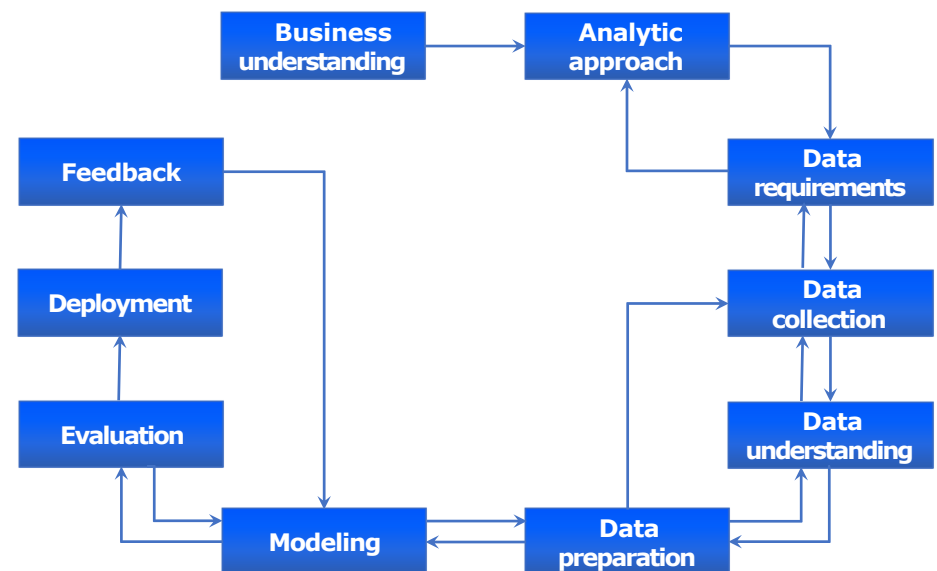 Business
understanding
Analytic
approach
Feedback
Data
requirements
Deployment
Data
collection
Evaluation
Data
understanding
Modeling
Data
preparation